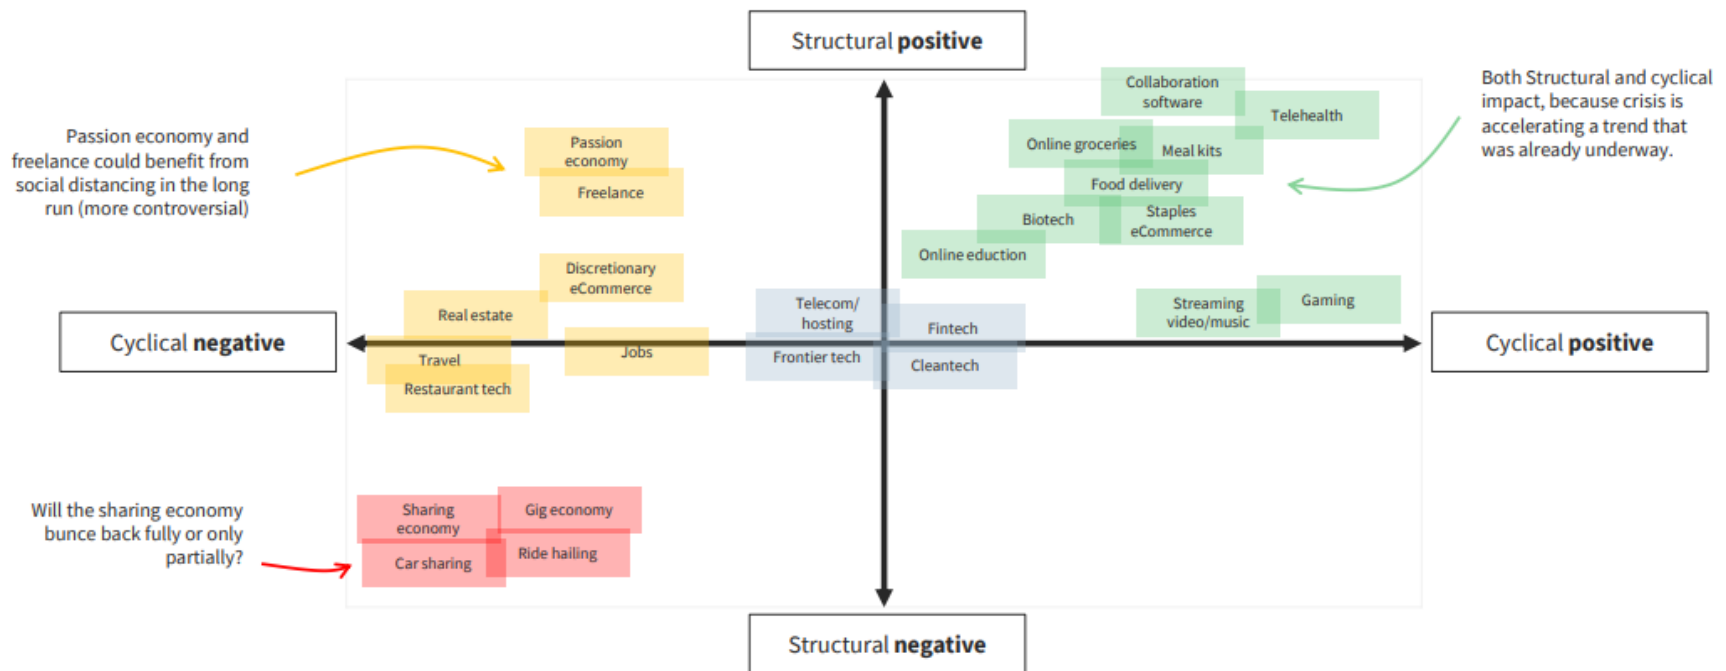 Structural positive
Both Structural and cyclical
impact, because crisis is
accelerating a trend that
was already underway.
Passion economy and
freelance could benefit from
social distancing in the long
run (more controversial)
Passion
economy
Freelance
Discretionary
eCommerce
Real estate
Jobs
Travel
Restaurant tech
Collaboration
software
Telehealth
Online groceries
Meal kits
Food delivery
Biotech
Staples
eCommerce
Online eduction
Streaming
video/music
Gaming
Telecom/
hosting
Fintech
Frontier tech
Cleantech
Cyclical negative
Cyclical positive
Will the sharing economy
bunce back fully or only
partially?
Sharing
economy
Gig economy
Car sharing
Ride hailing
Structural negative